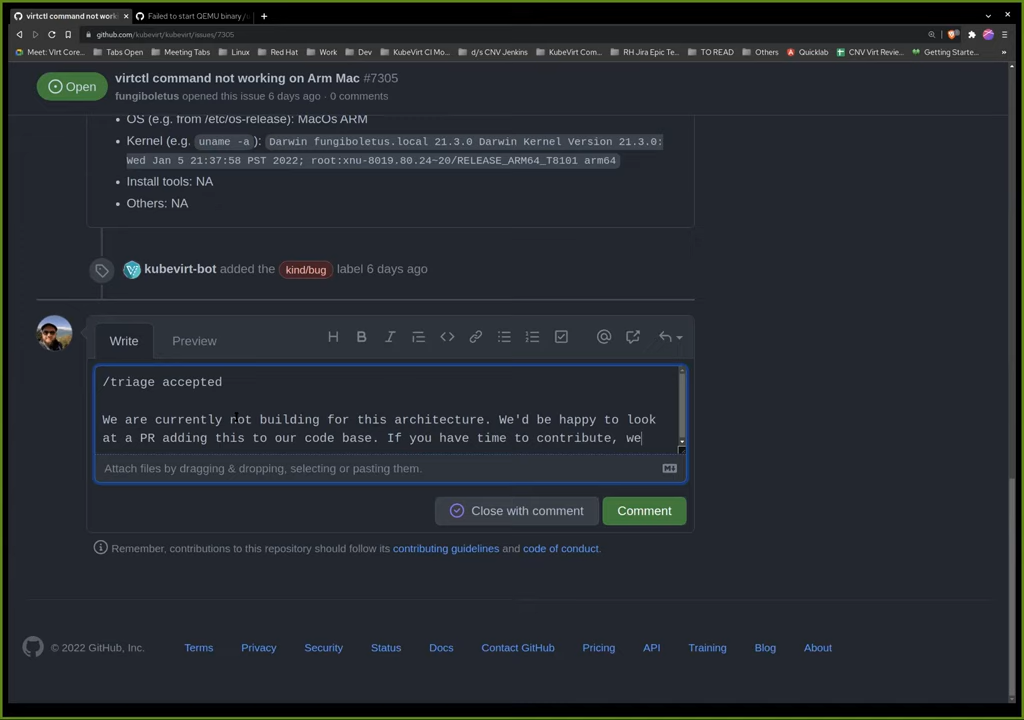 virtctl command not work
Failed to start QEMU binary /
github.com/kubevirt/kubevirt/issues/7305
Meet: Virt Core... Tabs Open Meeting Tabs Linux Red Hat Work Dev KubeVirt CI Mo... d/s CNV Jenkins KubeVirt Com... RH Jira Epic Te... TO READ Others Quicklab CNV Virt Revie... Getting Starte... »
Open
virtctl command not working on Arm Mac #7305
fungiboletus opened this issue 6 days ago · 0 comments
• OS (e.g. from /etc/os-release): MacOs ARM
• Kernel (e.g. uname -a ): Darwin fungiboletus.local 21.3.0 Darwin Kernel Version 21.3.0:
Wed Jan 5 21:37:58 PST 2022; root:xnu-8019.80.24~20/RELEASE_ARM64_T8101 arm64
• Install tools: NA
• Others: NA
kubevirt-bot added the kind/bug label 6 days ago
Write Preview
/triage accepted
We are currently not building for this architecture. We'd be happy to look
at a PR adding this to our code base. If you have time to contribute, we
Attach files by dragging & dropping, selecting or pasting them.
Close with comment Comment
Remember, contributions to this repository should follow its contributing guidelines and code of conduct.
© 2022 GitHub, Inc. Terms Privacy Security Status Docs Contact GitHub Pricing API Training Blog About